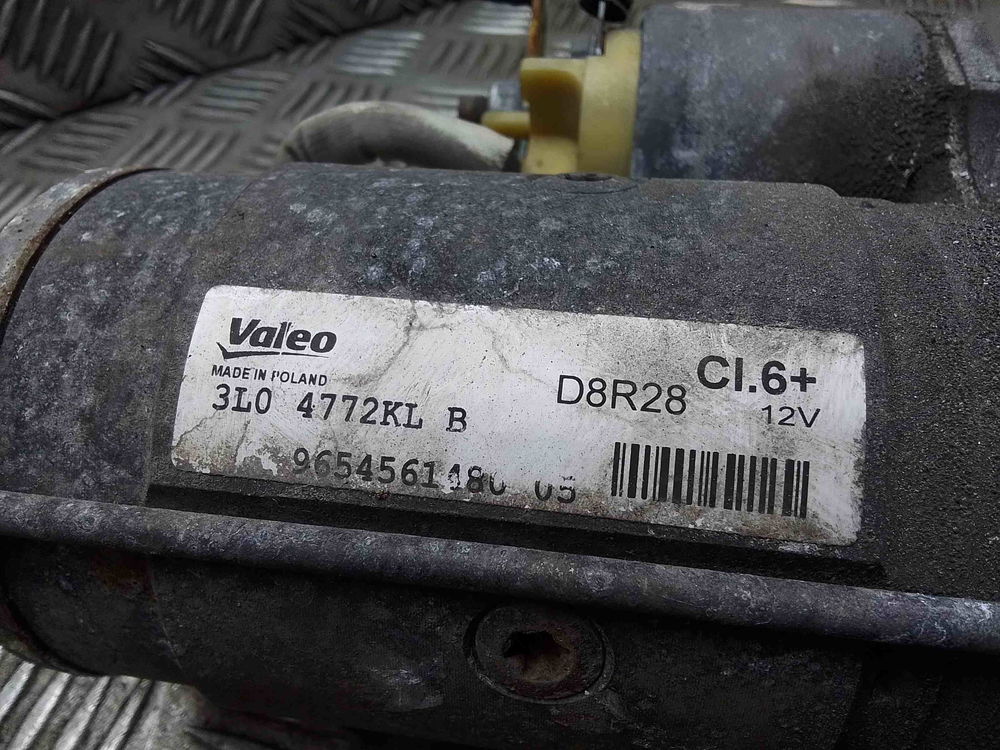 Valeo
MADE IN POLAND
3L0 4772KL B
D8R28
Cl.6+
12V
9654561480 05